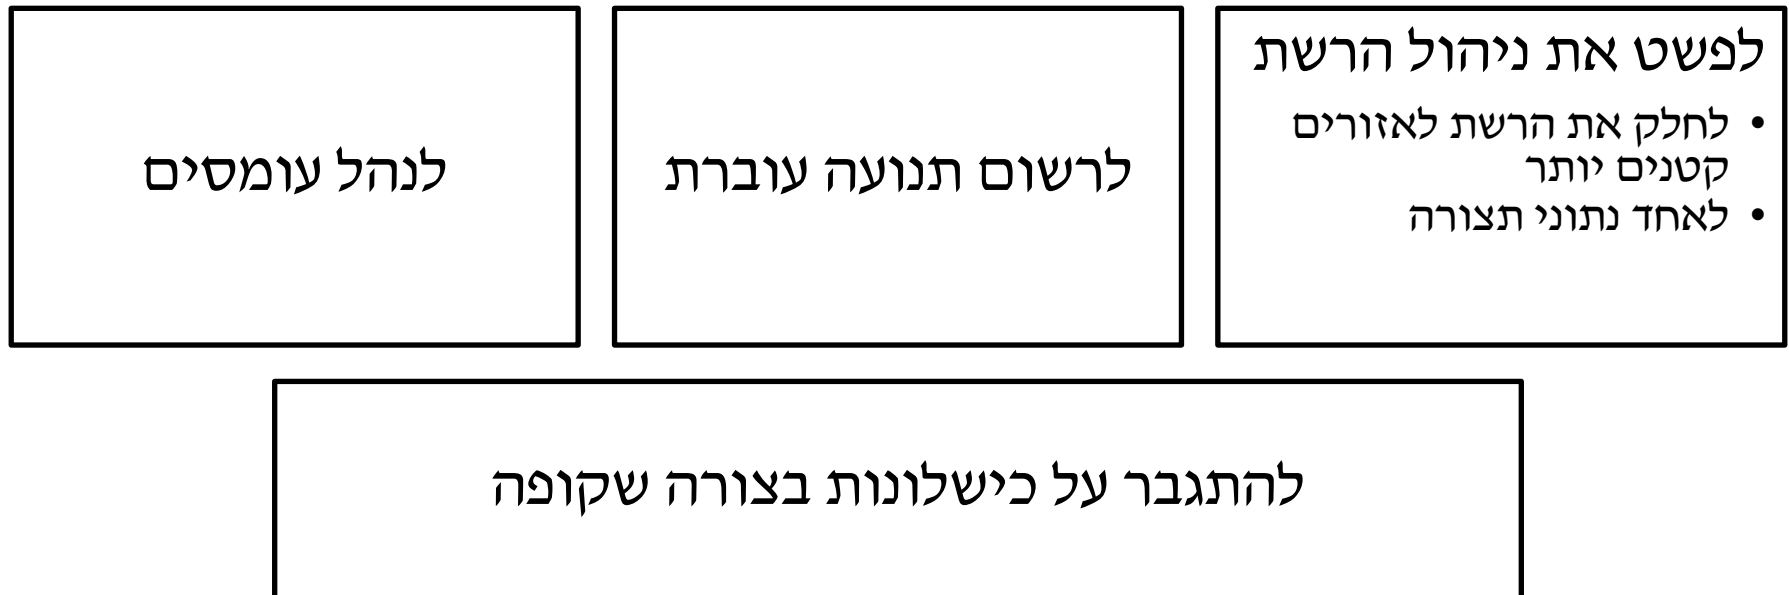 לפשט את ניהול הרשת
• לחלק את הרשת לאזורים
קטנים יותר
• לאחד נתוני תצורה
לרשום תנועה עוברת
לנהל עומסים
להתגבר על כישלונות בצורה שקופה